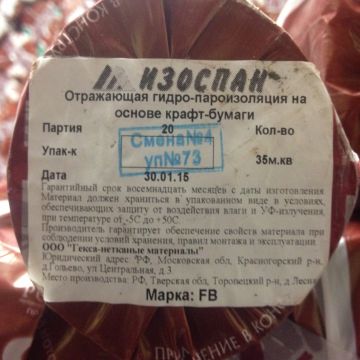 ИЗОСПАН
Отражающая гидро-пароизоляция на
основе крафт-бумаги
Партия 20 Кол-во
Смена№4
Упак-к уп№73 35м.кв
Дата 30.01.15
Гарантийный срок восемнадцать месяцев с даты изготовления
Материал должен храниться в упакованном виде в условиях,
обеспечивающих защиту от воздействия влаги и УФ-излучения,
при температуре от -5С до +50С.
Производитель гарантирует обеспечение свойств материала при
соблюдении условий хранения, правил монтажа и эксплуатации.
ООО "Гекса-нетканые материалы"
Юридический адрес: РФ, Московская обл, Красногорский р-н,
д.Гольево, ул Центральная, д.3
Место производства: РФ, Тверская обл, Торопецкий р-н, д Лесная
Марка: FB